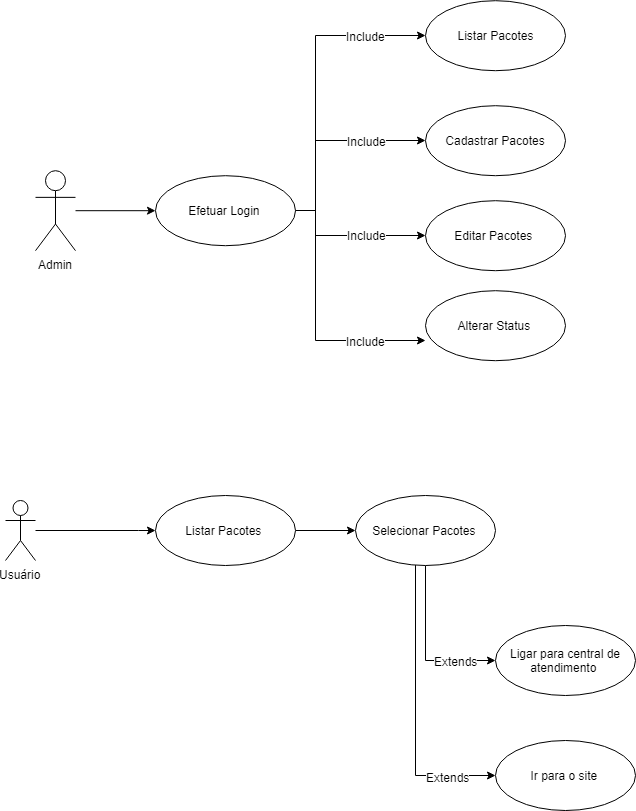 Include
Listar Pacotes
Include
Cadastrar Pacotes
Efetuar Login
Include
Editar Pacotes
Admin
Include
Alterar Status
Listar Pacotes
Selecionar Pacotes
Usuário
Extends
Ligar para central de
atendimento
Extends
Ir para o site